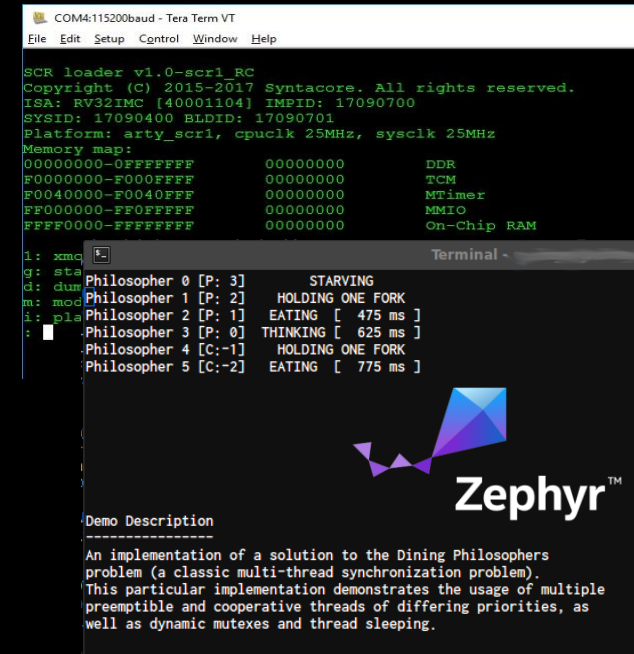 COM4:115200baud - Tera Term VT
File Edit Setup Control Window Help
SCR loader v1.0-scr1_RC
Copyright (C) 2015-2017 Syntacore. All rights reserved.
ISA: RV32IMC [40001104] IMPID: 17090700
SYSID: 17090400 BLDID: 17090701
Platform: arty_scr1, cpuclk 25MHz, sysclk 25MHz
Memory map:
00000000-0FFFFFFF 00000000 DDR
F0000000-F000FFFF 00000000 TCM
F0040000-F0040FFF 00000000 MTimer
FF000000-FF0FFFFF 00000000 MMIO
FFFF0000-FFFFFFFF 00000000 On-Chip RAM
1: xmo
g: sta
d: dum
m: mod
i: pla
:
Terminal -
Philosopher 0 [P: 3] STARVING
Philosopher 1 [P: 2] HOLDING ONE FORK
Philosopher 2 [P: 1] EATING [ 475 ms ]
Philosopher 3 [P: 0] THINKING [ 625 ms ]
Philosopher 4 [C:-1] HOLDING ONE FORK
Philosopher 5 [C:-2] EATING [ 775 ms ]
Zephyr™
Demo Description
----------------
An implementation of a solution to the Dining Philosophers
problem (a classic multi-thread synchronization problem).
This particular implementation demonstrates the usage of multiple
preemptible and cooperative threads of differing priorities, as
well as dynamic mutexes and thread sleeping.